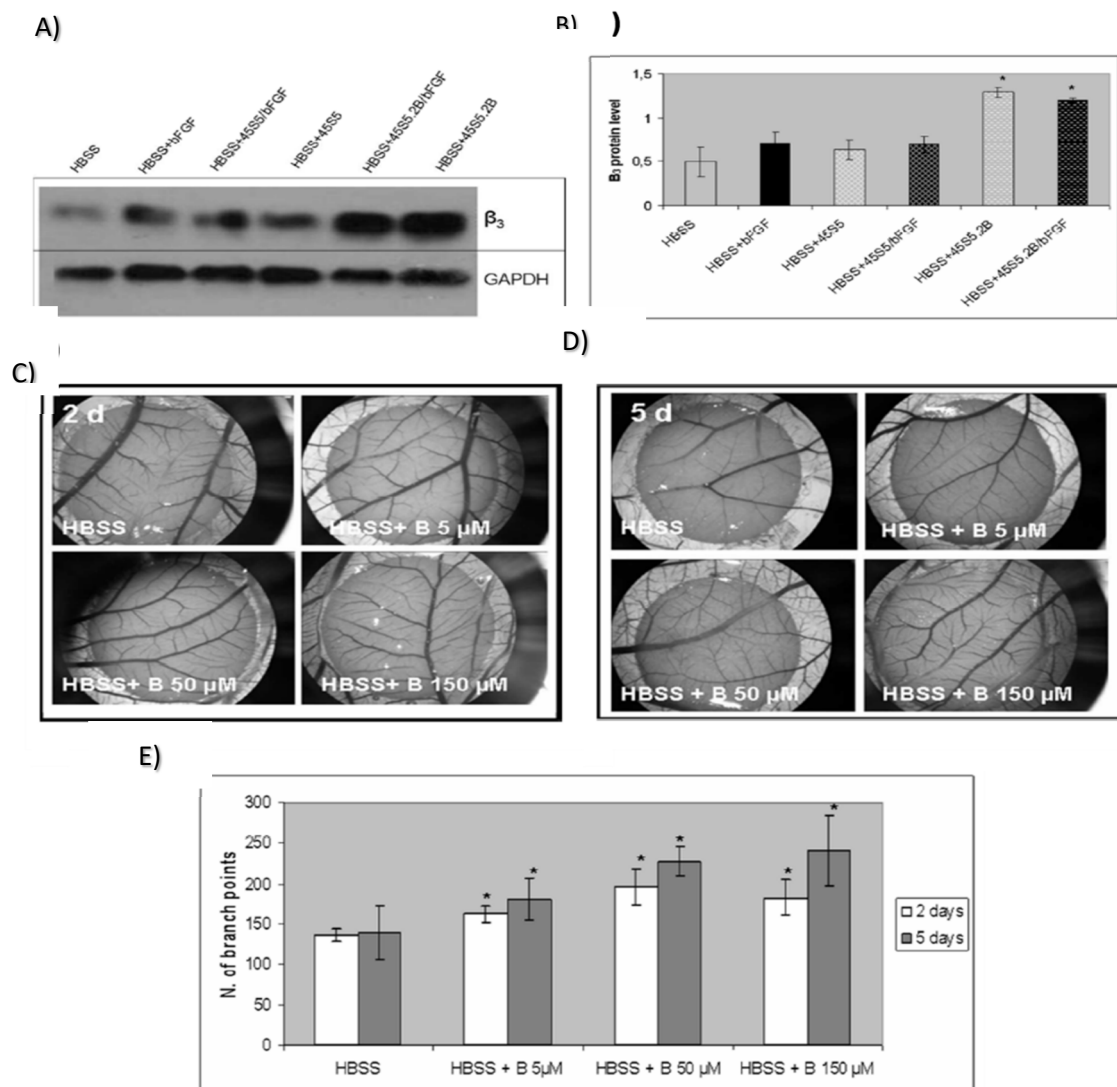 A)
B)
)
HBSS
HBSS+bFGF
HBSS+45S5/bFGF
HBSS+45S5
HBSS+45S5.2B/bFGF
HBSS+45S5.2B
β3
GAPDH
B3 protein level
1,5
1
0,5
0
*
*
HBSS
HBSS+bFGF
HBSS+45S5
HBSS+45S5/bFGF
HBSS+45S5.2B
HBSS+45S5.2B/bFGF
C)
2 d
HBSS
HBSS+ B 5 µM
HBSS+ B 50 µM
HBSS+ B 150 µM
D)
5 d
HBSS
HBSS + B 5 µM
HBSS + B 50 µM
HBSS + B 150 µM
E)
N. of branch points
300
250
200
150
100
50
0
*
*
*
*
*
*
HBSS
HBSS + B 5µM
HBSS + B 50 µM
HBSS + B 150 µM
2 days
5 days